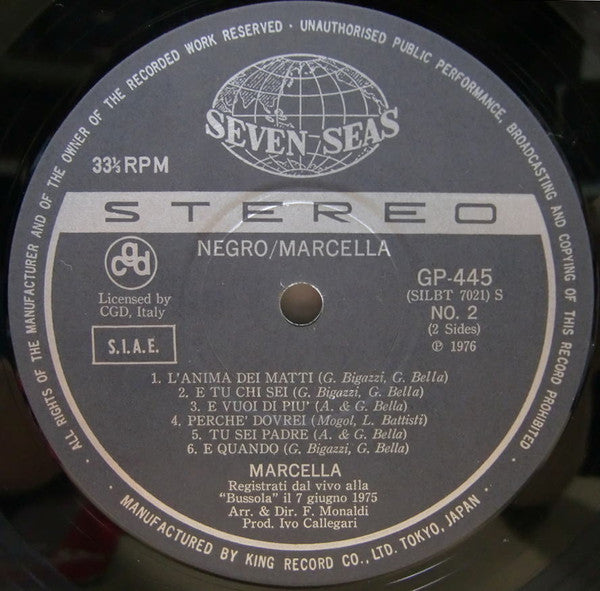 · ALL RIGHTS OF THE MANUFACTURER AND OF THE OWNER OF THE RECORDED WORK RESERVED · UNAUTHORISED PUBLIC PERFORMANCE, BROADCASTING AND COPYING OF THIS RECORD PROHIBITED ·
SEVEN-SEAS
33⅓ RPM
STEREO
NEGRO/MARCELLA
cgd
Licensed by
CGD, Italy
S.I.A.E.
GP-445
(SILBT 7021) S
NO. 2
(2 Sides)
℗ 1976
1. L'ANIMA DEI MATTI (G. Bigazzi, G. Bella)
2. E TU CHI SEI (G. Bigazzi, G. Bella)
3. E VUOI DI PIU' (A. & G. Bella)
4. PERCHE' DOVREI (Mogol, L. Battisti)
5. TU SEI PADRE (A. & G. Bella)
6. E QUANDO (G. Bigazzi, G. Bella)
MARCELLA
Registrati dal vivo alla
"Bussola" il 7 giugno 1975
Arr. & Dir. F. Monaldi
Prod. Ivo Callegari
· MANUFACTURED BY KING RECORD CO., LTD. TOKYO, JAPAN ·